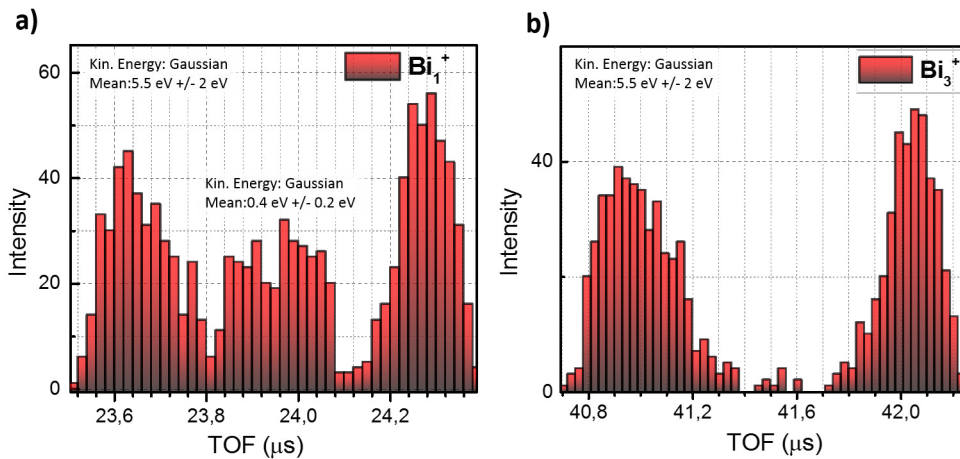 a)
Kin. Energy: Gaussian
Mean:5.5 eV +/- 2 eV
Bi₁⁺
Kin. Energy: Gaussian
Mean:0.4 eV +/- 0.2 eV
60
40
20
0
Intensity
23,6 23,8 24,0 24,2
TOF (μs)
b)
Kin. Energy: Gaussian
Mean:5.5 eV +/- 2 eV
Bi₃⁺
40
20
0
Intensity
40,8 41,2 41,6 42,0
TOF (μs)